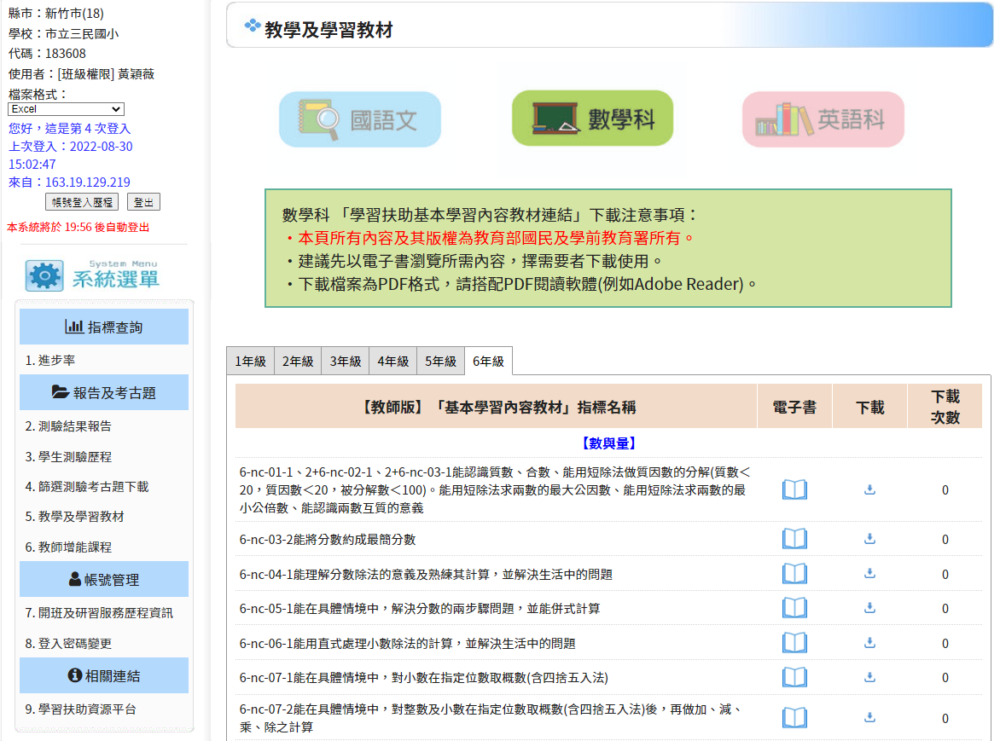 縣市：新竹市(18)
學校：市立三民國小
代碼：183608
使用者：[班級權限] 黃穎薇
檔案格式：
Excel
您好，這是第 4 次登入
上次登入：2022-08-30
15:02:47
來自：163.19.129.219
帳號登入歷程 登出
本系統將於 19:56 後自動登出
System Menu
系統選單
指標查詢
1. 進步率
報告及考古題
2. 測驗結果報告
3. 學生測驗歷程
4. 篩選測驗考古題下載
5. 教學及學習教材
6. 教師增能課程
帳號管理
7. 開班及研習服務歷程資訊
8. 登入密碼變更
相關連結
9. 學習扶助資源平台
教學及學習教材
國語文 數學科 英語科
數學科 「學習扶助基本學習內容教材連結」下載注意事項：
・本頁所有內容及其版權為教育部國民及學前教育署所有。
・建議先以電子書瀏覽所需內容，擇需要者下載使用。
・下載檔案為PDF格式，請搭配PDF閱讀軟體(例如Adobe Reader)。
1年級 2年級 3年級 4年級 5年級 6年級
【教師版】「基本學習內容教材」指標名稱 電子書 下載 下載
次數
【數與量】
6-nc-01-1、2+6-nc-02-1、2+6-nc-03-1能認識質數、合數、能用短除法做質因數的分解(質數＜
20，質因數＜20，被分解數＜100)。能用短除法求兩數的最大公因數、能用短除法求兩數的最 0
小公倍數、能認識兩數互質的意義
6-nc-03-2能將分數約成最簡分數 0
6-nc-04-1能理解分數除法的意義及熟練其計算，並解決生活中的問題 0
6-nc-05-1能在具體情境中，解決分數的兩步驟問題，並能併式計算 0
6-nc-06-1能用直式處理小數除法的計算，並解決生活中的問題 0
6-nc-07-1能在具體情境中，對小數在指定位數取概數(含四捨五入法) 0
6-nc-07-2能在具體情境中，對整數及小數在指定位數取概數(含四捨五入法)後，再做加、減、 0
乘、除之計算